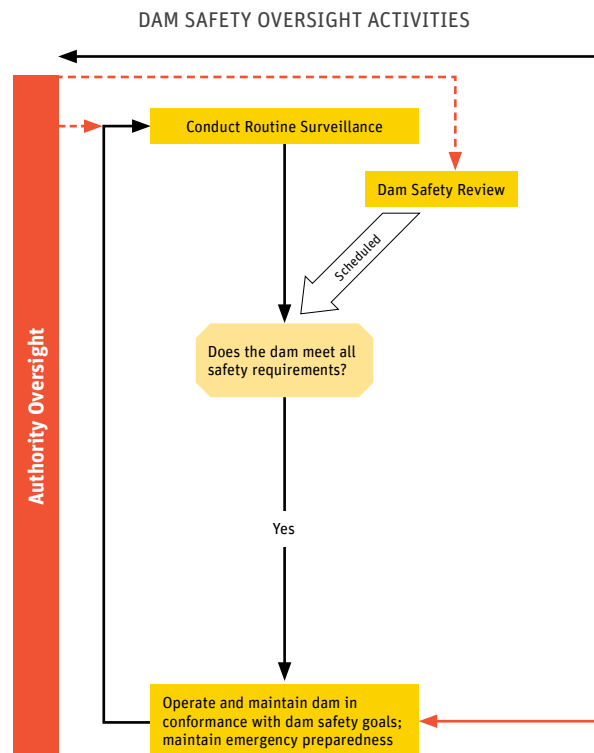 DAM SAFETY OVERSIGHT ACTIVITIES
Conduct Routine Surveillance
Dam Safety Review
Scheduled
Does the dam meet all
safety requirements?
Authority Oversight
Yes
Operate and maintain dam in
conformance with dam safety goals;
maintain emergency preparedness